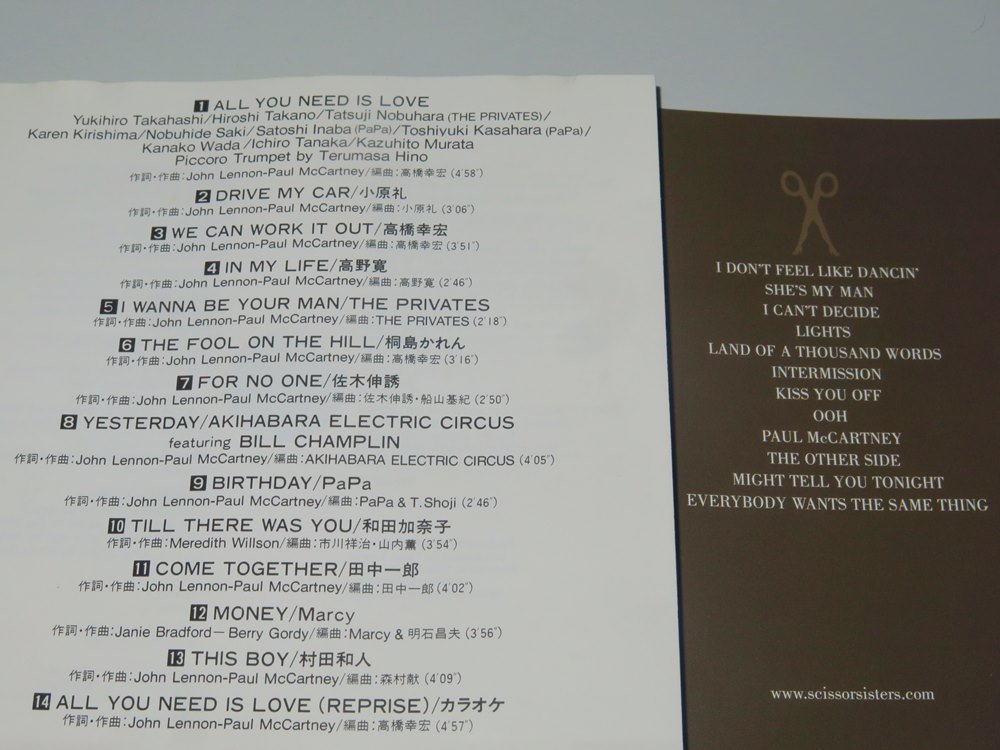 1 ALL YOU NEED IS LOVE
Yukihiro Takahashi/Hiroshi Takano/Tatsuji Nobuhara (THE PRIVATES)/
Karen Kirishima/Nobuhide Saki/Satoshi Inaba (PaPa)/Toshiyuki Kasahara (PaPa)/
Kanako Wada/Ichiro Tanaka/Kazuhito Murata
Piccoro Trumpet by Terumasa Hino
作詞・作曲:John Lennon-Paul McCartney/編曲:高橋幸宏 (4'58")
2 DRIVE MY CAR/小原礼
作詞・作曲:John Lennon-Paul McCartney/編曲:小原礼 (3'06")
3 WE CAN WORK IT OUT/高橋幸宏
作詞・作曲:John Lennon-Paul McCartney/編曲:高橋幸宏 (3'51")
4 IN MY LIFE/高野寛
作詞・作曲:John Lennon-Paul McCartney/編曲:高野寛 (2'46")
5 I WANNA BE YOUR MAN/THE PRIVATES
作詞・作曲:John Lennon-Paul McCartney/編曲:THE PRIVATES (2'18")
6 THE FOOL ON THE HILL/桐島かれん
作詞・作曲:John Lennon-Paul McCartney/編曲:高橋幸宏 (3'16")
7 FOR NO ONE/佐木伸誘
作詞・作曲:John Lennon-Paul McCartney/編曲:佐木伸誘・船山基紀 (2'50")
8 YESTERDAY/AKIHABARA ELECTRIC CIRCUS
featuring BILL CHAMPLIN
作詞・作曲:John Lennon-Paul McCartney/編曲:AKIHABARA ELECTRIC CIRCUS (4'05")
9 BIRTHDAY/PaPa
作詞・作曲:John Lennon-Paul McCartney/編曲:PaPa & T.Shoji (2'46")
10 TILL THERE WAS YOU/和田加奈子
作詞・作曲:Meredith Willson/編曲:市川祥治・山内薫 (3'54")
11 COME TOGETHER/田中一郎
作詞・作曲:John Lennon-Paul McCartney/編曲:田中一郎 (4'02")
12 MONEY/Marcy
作詞・作曲:Janie Bradford－Berry Gordy/編曲:Marcy & 明石昌夫 (3'56")
13 THIS BOY/村田和人
作詞・作曲:John Lennon-Paul McCartney/編曲:森村献 (4'09")
14 ALL YOU NEED IS LOVE (REPRISE)/カラオケ
作詞・作曲:John Lennon-Paul McCartney/編曲:高橋幸宏 (4'57")
I DON'T FEEL LIKE DANCIN'
SHE'S MY MAN
I CAN'T DECIDE
LIGHTS
LAND OF A THOUSAND WORDS
INTERMISSION
KISS YOU OFF
OOH
PAUL McCARTNEY
THE OTHER SIDE
MIGHT TELL YOU TONIGHT
EVERYBODY WANTS THE SAME THING
www.scissorsisters.com